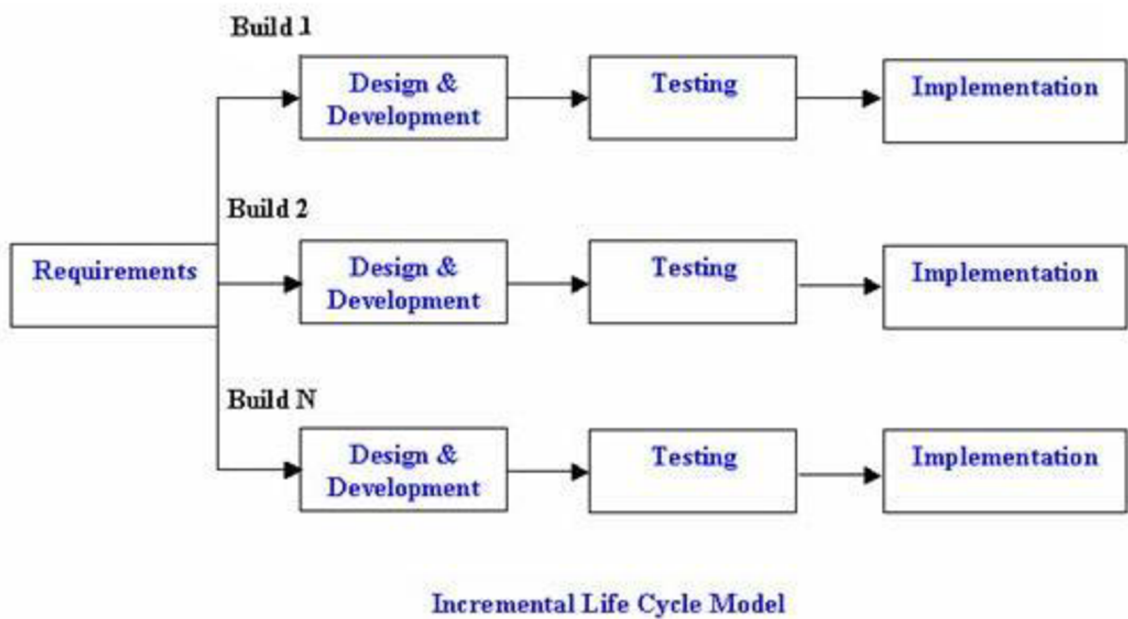 Build 1
Design &
Development
Testing
Implementation
Build 2
Requirements
Design &
Development
Testing
Implementation
Build N
Design &
Development
Testing
Implementation
Incremental Life Cycle Model